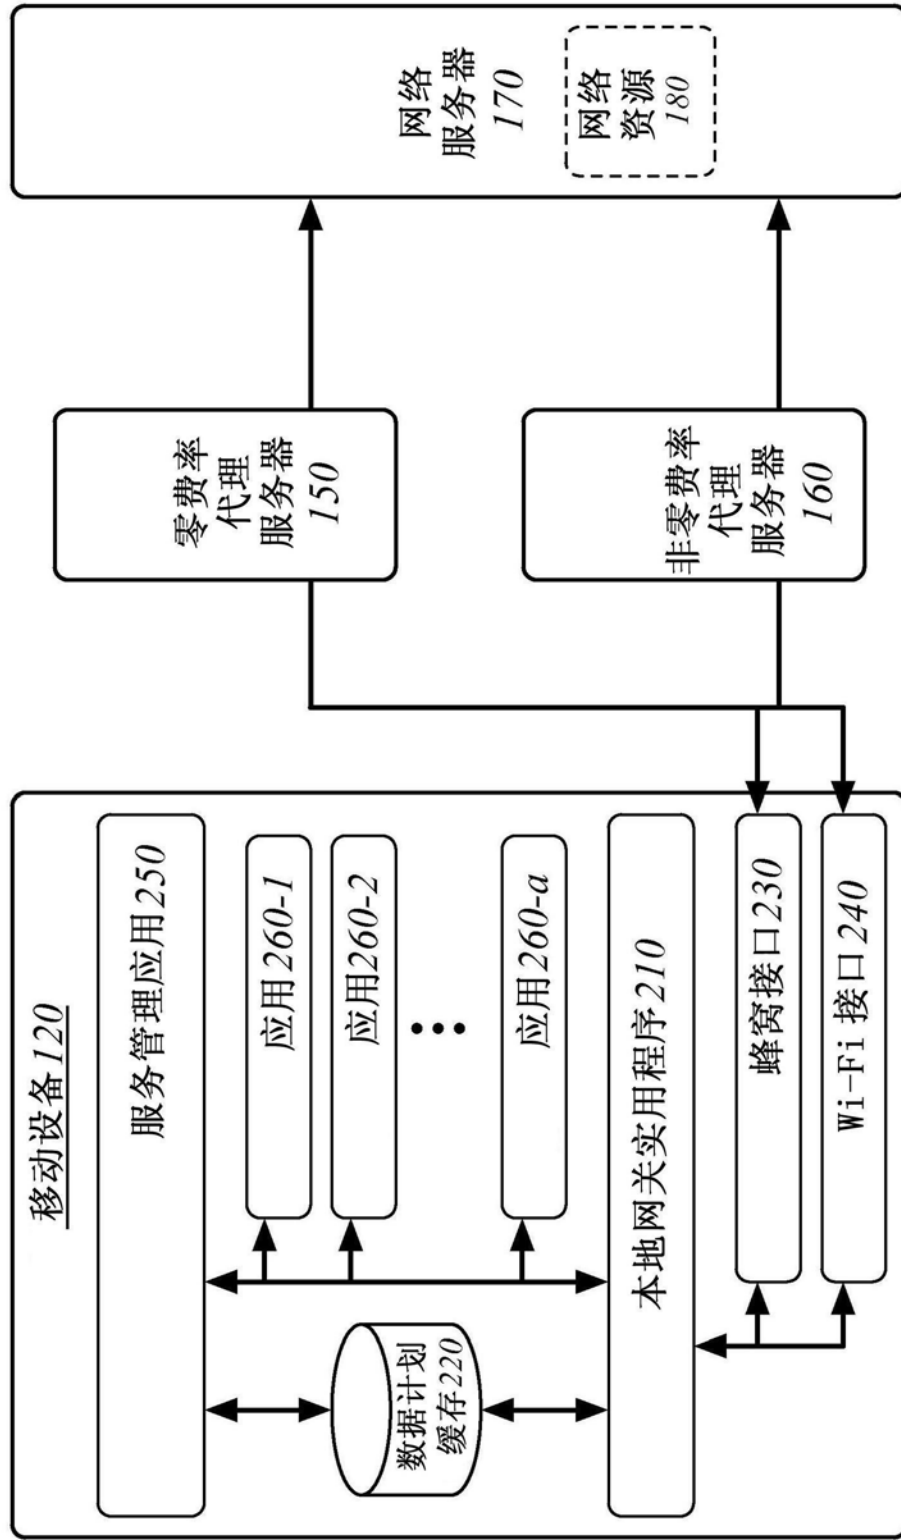 移动设备120
服务管理应用250
数据计划
缓存220
应用260-1
应用260-2
应用260-a
本地网关实用程序210
蜂窝接口230
Wi-Fi 接口240
零费率
代理
服务器
150
非零费率
代理
服务器
160
网络
服务器
170
网络
资源
180